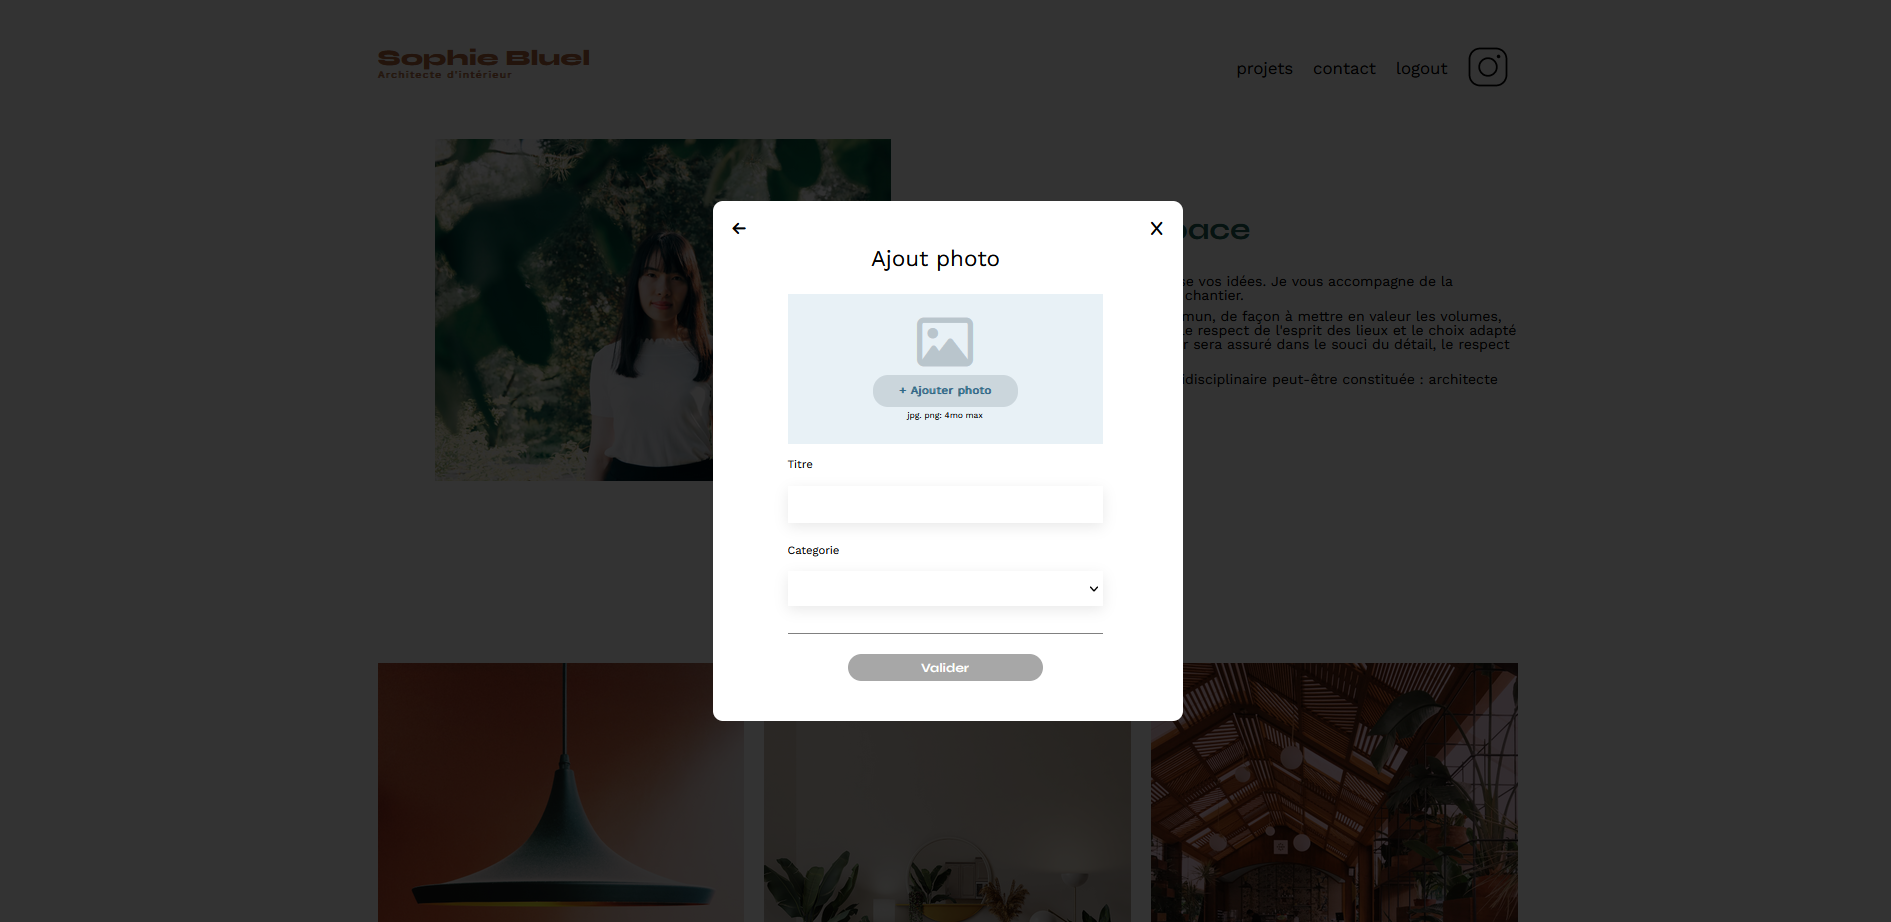 Sophie Bluel
Architecte d'intérieur
projets contact logout
pace
se vos idées. Je vous accompagne de la
chantier.
mun, de façon à mettre en valeur les volumes,
le respect de l'esprit des lieux et le choix adapté
r sera assuré dans le souci du détail, le respect
disciplinaire peut-être constituée : architecte
X
Ajout photo
+ Ajouter photo
jpg. png: 4mo max
Titre
Categorie
Valider